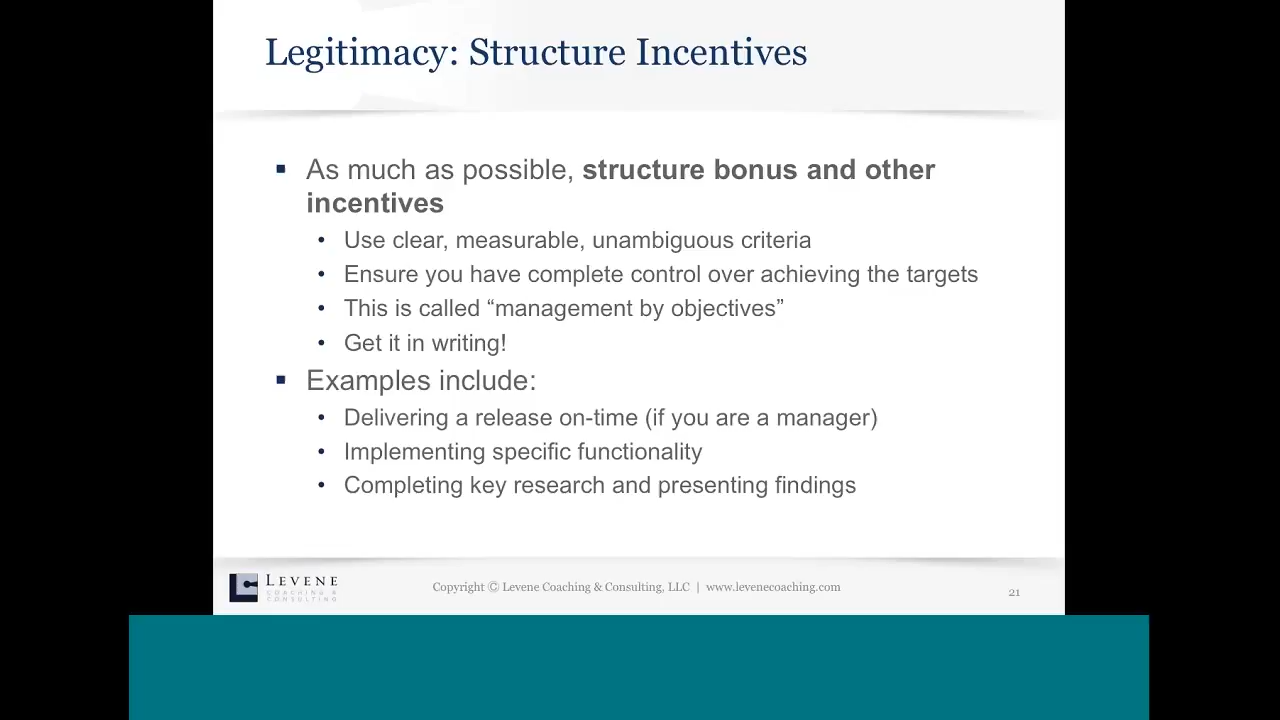 Legitimacy: Structure Incentives
As much as possible, structure bonus and other
incentives
Use clear, measurable, unambiguous criteria
Ensure you have complete control over achieving the targets
This is called “management by objectives”
Get it in writing!
Examples include:
Delivering a release on-time (if you are a manager)
Implementing specific functionality
Completing key research and presenting findings
LEVENE
COACHING &
CONSULTING
Copyright © Levene Coaching & Consulting, LLC | www.levenecoaching.com
21